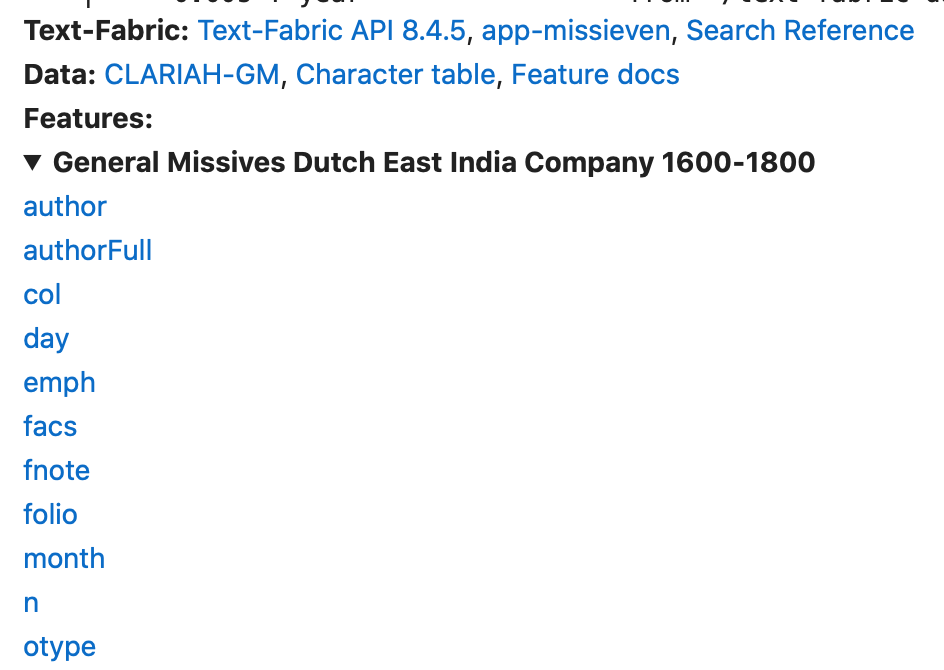 Text-Fabric: Text-Fabric API 8.4.5, app-missieven, Search Reference
Data: CLARIAH-GM, Character table, Feature docs
Features:
▼ General Missives Dutch East India Company 1600-1800
author
authorFull
col
day
emph
facs
fnote
folio
month
n
otype